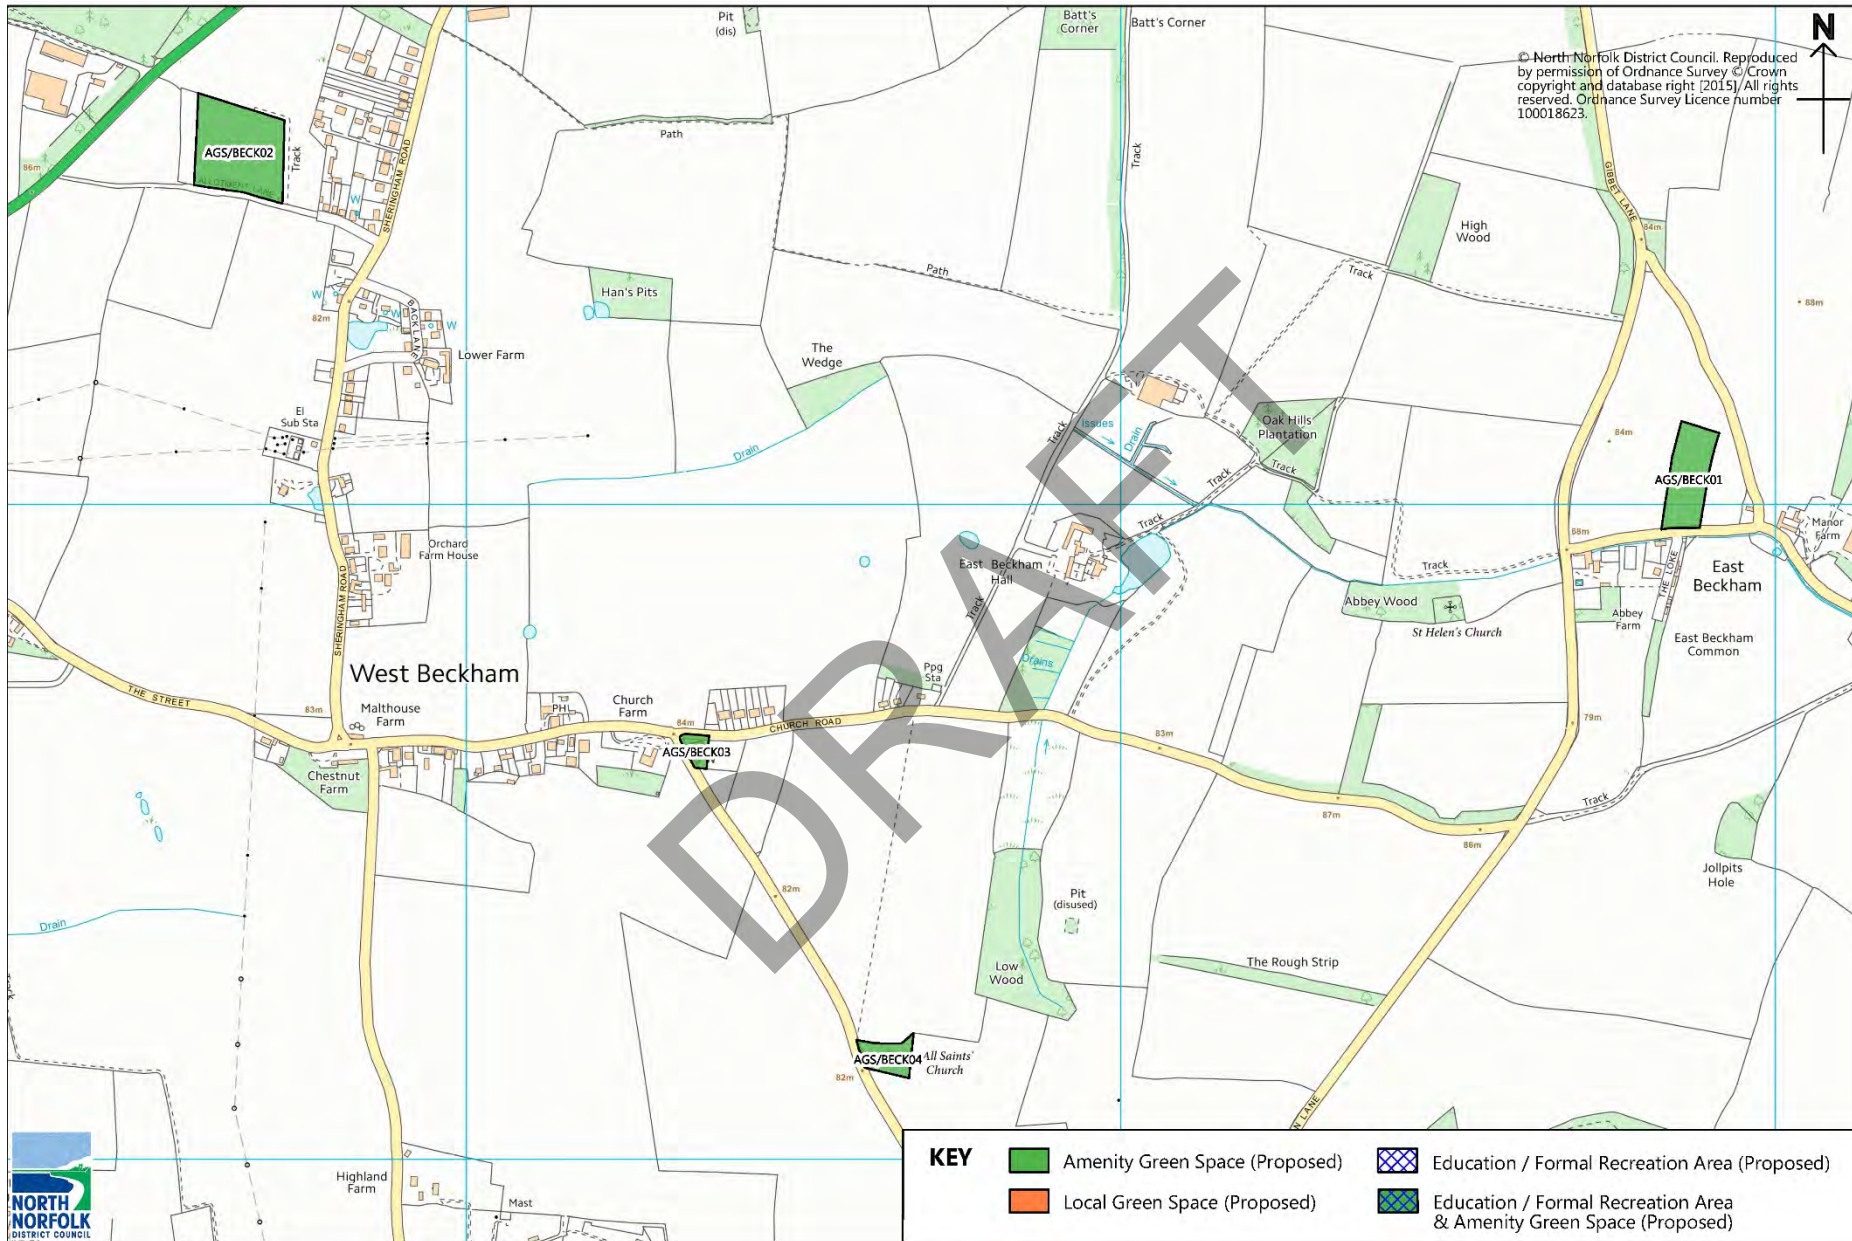 Pit
(dis)
Batt's
Corner
Batt's Corner
N
© North Norfolk District Council. Reproduced
by permission of Ordnance Survey © Crown
copyright and database right [2015]. All rights
reserved. Ordnance Survey Licence number
100018623.
86m
AGS/BECK02
ALLOTMENT LANE
Track
SHERINGHAM ROAD
W
Path
Track
GIBBET LANE
84m
High
Wood
Path
Track
88m
Han's Pits
W
W
W
82m
BACK LANE
Lower Farm
The
Wedge
El
Sub Sta
Drain
Track
Issues
Drain
Oak Hills
Plantation
Track
Track
84m
AGS/BECK01
Track
88m
Manor
Farm
Orchard
Farm House
SHERINGHAM ROAD
East Beckham
Hall
Track
Track
Abbey Wood
St Helen's Church
THE LOKE
East
Beckham
Abbey
Farm
East Beckham
Common
Drains
Ppg
Sta
West Beckham
THE STREET
83m
Malthouse
Farm
PH
Church
Farm
84m
CHURCH ROAD
AGS/BECK03
83m
79m
Chestnut
Farm
87m
86m
Track
Jollpits
Hole
82m
Pit
(disused)
Drain
Low
Wood
The Rough Strip
AGS/BECK04
All Saints'
Church
82m
N LANE
DRAFT
Highland
Farm
Mast
NORTH
NORFOLK
DISTRICT COUNCIL
KEY
Amenity Green Space (Proposed)
Local Green Space (Proposed)
Education / Formal Recreation Area (Proposed)
Education / Formal Recreation Area
& Amenity Green Space (Proposed)